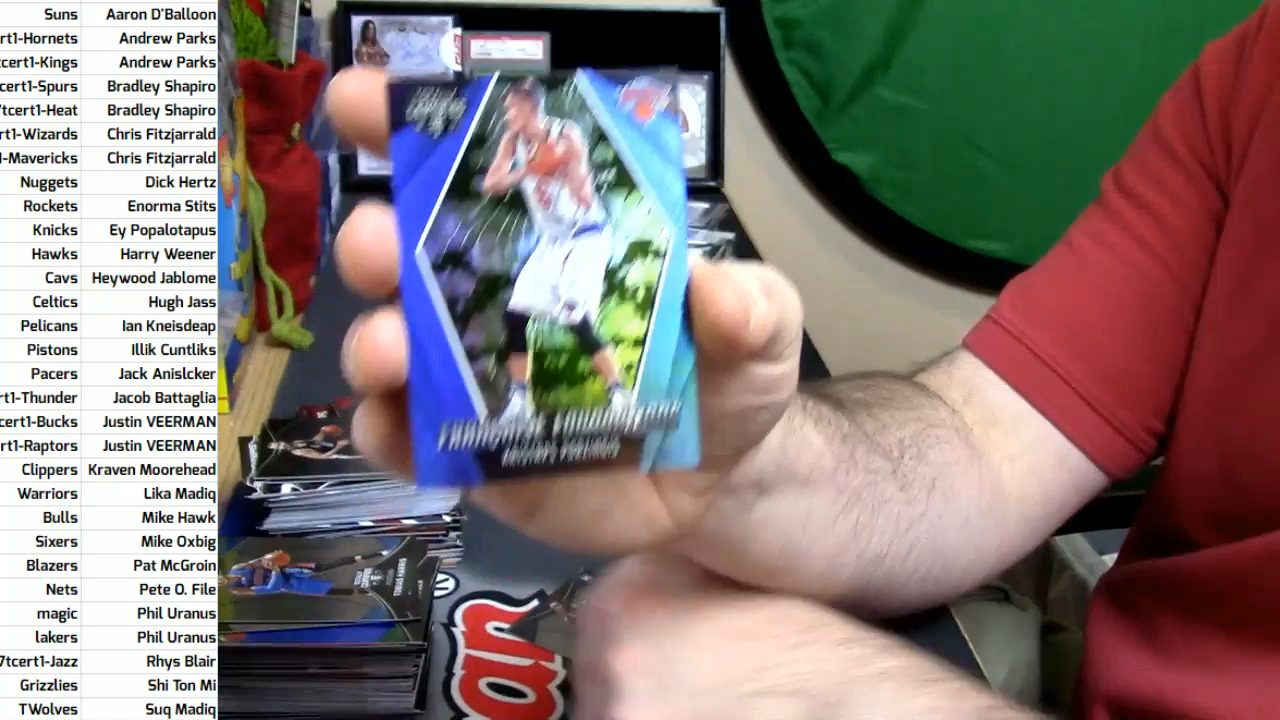 Suns Aaron D'Balloon
rt1-Hornets Andrew Parks
cert1-Kings Andrew Parks
cert1-Spurs Bradley Shapiro
7tcert1-Heat Bradley Shapiro
rt1-Wizards Chris Fitzjarrald
l-Mavericks Chris Fitzjarrald
Nuggets Dick Hertz
Rockets Enorma Stits
Knicks Ey Popalotapus
Hawks Harry Weener
Cavs Heywood Jablome
Celtics Hugh Jass
Pelicans Ian Kneisdeap
Pistons Illik Cuntliks
Pacers Jack Anislcker
rt1-Thunder Jacob Battaglia
cert1-Bucks Justin VEERMAN
rt1-Raptors Justin VEERMAN
Clippers Kraven Moorehead
Warriors Lika Madiq
Bulls Mike Hawk
Sixers Mike Oxbig
Blazers Pat McGroin
Nets Pete O. File
magic Phil Uranus
lakers Phil Uranus
7tcert1-Jazz Rhys Blair
Grizzlies Shi Ton Mi
TWolves Suq Madiq
TOBIAS HARRIS